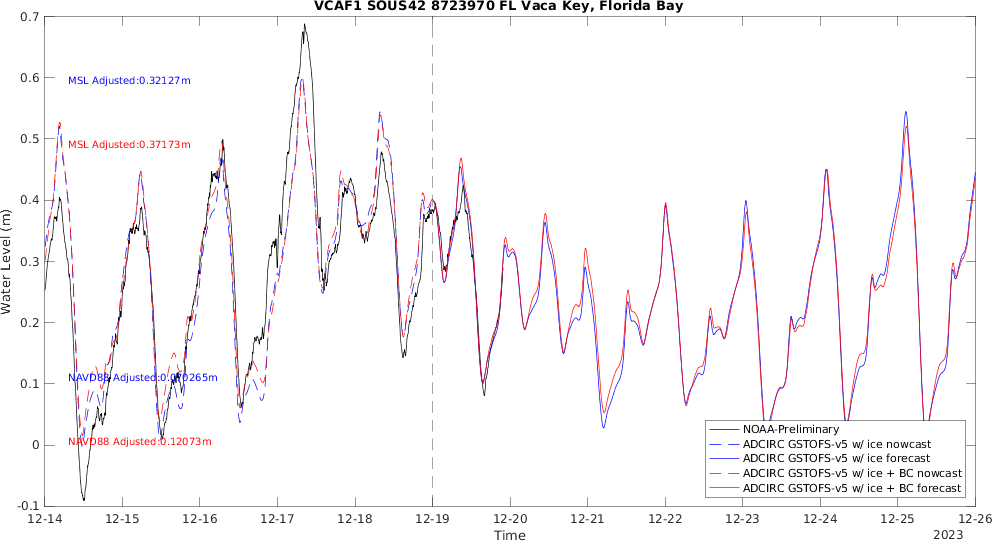 VCAF1 SOUS42 8723970 FL Vaca Key, Florida Bay
0.7
0.6
0.5
0.4
0.3
0.2
0.1
0
-0.1
Water Level (m)
MSL Adjusted:0.32127m
MSL Adjusted:0.37173m
NAVD88 Adjusted:
NAVD88 Adjusted:0.12073m
NOAA-Preliminary
ADCIRC GSTOFS-v5 w/ ice nowcast
ADCIRC GSTOFS-v5 w/ ice forecast
ADCIRC GSTOFS-v5 w/ ice + BC nowcast
ADCIRC GSTOFS-v5 w/ ice + BC forecast
12-14 12-15 12-16 12-17 12-18 12-19 12-20 12-21 12-22 12-23 12-24 12-25 12-26
Time
2023